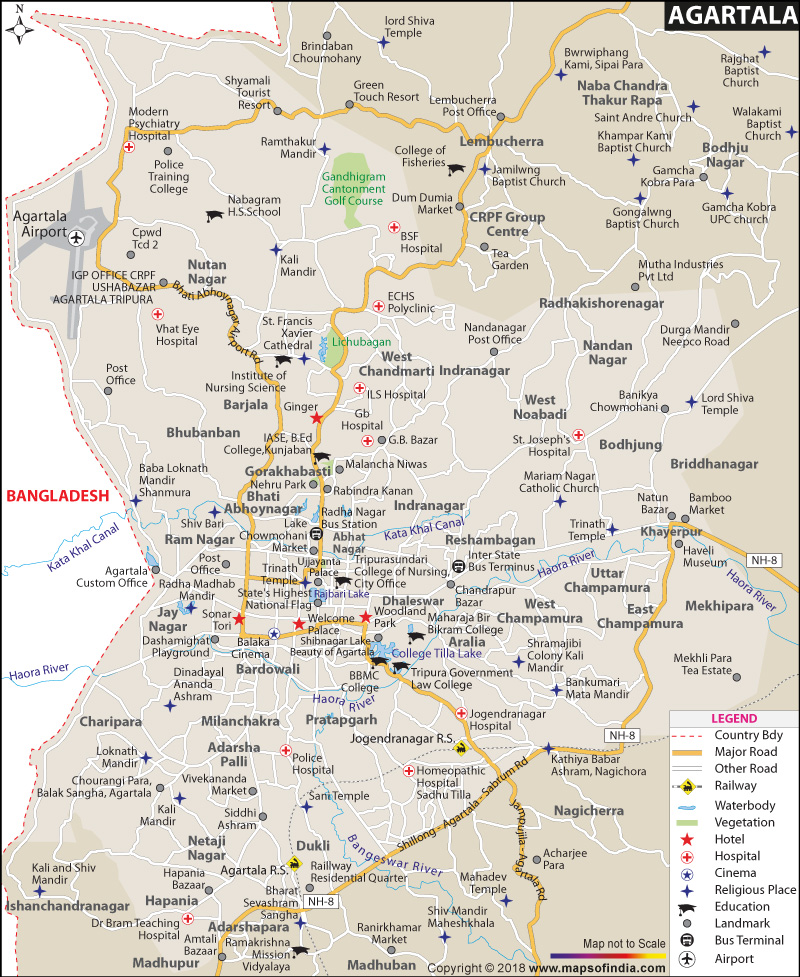 AGARTALA
N
Brindaban
Choumohany
lord Shiva
Temple
Bwrwiphang
Kami, Sipai Para
Rajghat
Baptist
Church
Naba Chandra
Thakur Rapa
Saint Andre Church
Walakami
Baptist
Church
Khampar Kami
Baptist Church
Bodhju
Nagar
Gamcha
Kobra Para
Gamcha Kobra
UPC church
Gongalwng
Baptist Church
Shyamali
Tourist
Resort
Green
Touch Resort
Lembucherra
Post Office
Lembucherra
Modern
Psychiatry
Hospital
Police
Training
College
Ramthakur
Mandir
College of
Fisheries
Jamilwng
Baptist Church
Gandhigram
Cantonment
Golf Course
Dum Dumia
Market
CRPF Group
Centre
Tea
Garden
Nabagram
H.S.School
Agartala
Airport
Cpwd
Tcd 2
BSF
Hospital
Kali
Mandir
Nutan
Nagar
IGP OFFICE CRPF
USHABAZAR
AGARTALA TRIPURA
Bhati Abhoynagar Airport Rd
Mutha Industries
Pvt Ltd
Radhakishorenagar
ECHS
Polyclinic
Vhat Eye
Hospital
St. Francis
Xavier
Cathedral
Lichubagan
Nandanagar
Post Office
Durga Mandir
Neepco Road
Nandan
Nagar
West
Chandmarti
Indranagar
Post
Office
Institute of
Nursing Science
ILS Hospital
West
Noabadi
Banikya
Chowmohani
Lord Shiva
Temple
Barjala
Ginger
Gb
Hospital
G.B. Bazar
St. Joseph's
Hospital
Bodhjung
Bhubanban
IASE, B.Ed
College,Kunjaban
Briddhanagar
Baba Loknath
Mandir
Shanmura
Gorakhabasti
Malancha Niwas
Nehru Park
Rabindra Kanan
Mariam Nagar
Catholic Church
BANGLADESH
Bhati
Abhoynagar
Indranagar
Natun
Bazar
Bamboo
Market
Shiv Bari
Radha Nagar
Bus Station
Kata Khal Canal
Kata Khal Canal
Trinath
Temple
Khayerpur
Ram Nagar
Lake
Chowmohani
Market
Abhat
Nagar
Reshambagan
Haveli
Museum
NH-8
Post
Office
Ujjayanta
Palace
Tripurasundari
College of Nursing,
City Office
Inter State
Bus Terminus
Haora River
Haora River
Agartala
Custom Office
Trinath
Temple
Uttar
Champamura
Radha Madhab
Mandir
State's Highest
National Flag
Rajbari Lake
Chandrapur
Bazar
Mekhipara
Jay
Nagar
Sonar
Tori
Dhaleswar
West
Champamura
East
Champamura
Welcome
Palace
Woodland
Park
Maharaja Bir
Bikram College
Dashamighat
Playground
Balaka
Cinema
Shibnagar Lake
Beauty of Agartala
Aralia
Shramajibi
Colony Kali
Mandir
College Tilla Lake
Mekhli Para
Tea Estate
Haora River
Bardowali
Dinadayal
Ananda
Ashram
BBMC
College
Tripura Government
Law College
Bankumari
Mata Mandir
Haora River
Charipara
Milanchakra
Pratapgarh
Jogendranagar
Hospital
Jogendranagar R.S.
NH-8
Loknath
Mandir
Adarsha
Palli
Police
Hospital
Kathiya Babar
Ashram, Nagichora
Chourangi Para,
Balak Sangha, Agartala
Vivekananda
Market
Homeopathic
Hospital
Sadhu Tilla
Shillong - Agartala - Sabrum Rd
Jampuijla - Agartala Rd
Kali
Mandir
Siddhi
Ashram
Sani Temple
Nagicherra
Netaji
Nagar
Dukli
Bangeswar River
Acharjee
Para
Kali and Shiv
Mandir
Hapania
Bazaar
Agartala R.S.
Raillway
Residential Quarter
Mahadev
Temple
Ishanchandranagar
Hapania
Bharat
Sevashram
Sangha
NH-8
Dr Bram Teaching
Hospital
Adarshapara
Shiv Mandir
Maheshkhala
Amtali
Bazaar
Ramakrishna
Mission
Vidyalaya
Ranirkhamar
Market
Madhupur
Madhuban
LEGEND
Country Bdy
Major Road
Other Road
Railway
Waterbody
Vegetation
Hotel
Hospital
Cinema
Religious Place
Education
Landmark
Bus Terminal
Airport
Map not to Scale
Copyright © 2018 www.mapsofindia.com